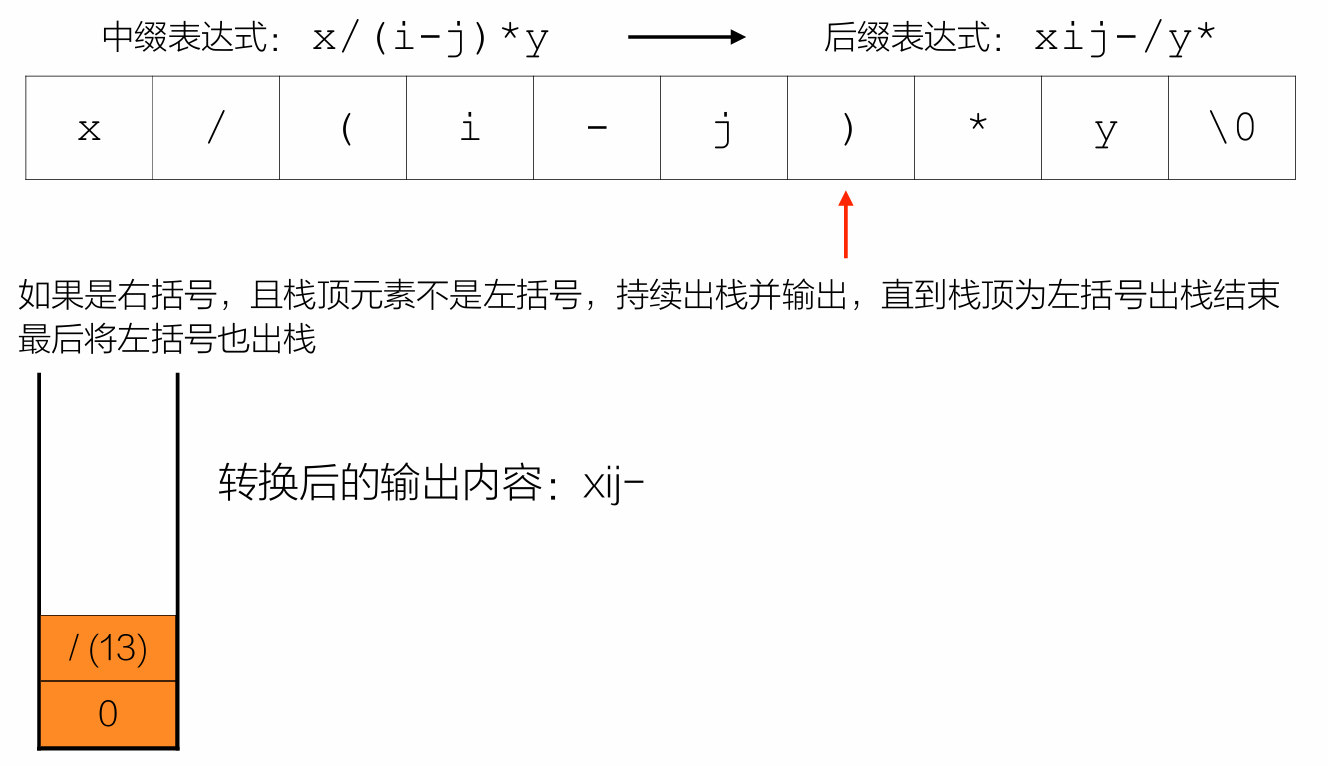 中缀表达式： x/(i-j)*y 后缀表达式： xij-/y*
x / ( i - j ) * y \0
如果是右括号，且栈顶元素不是左括号，持续出栈并输出，直到栈顶为左括号出栈结束
最后将左括号也出栈
转换后的输出内容：xij-
/ (13)
0